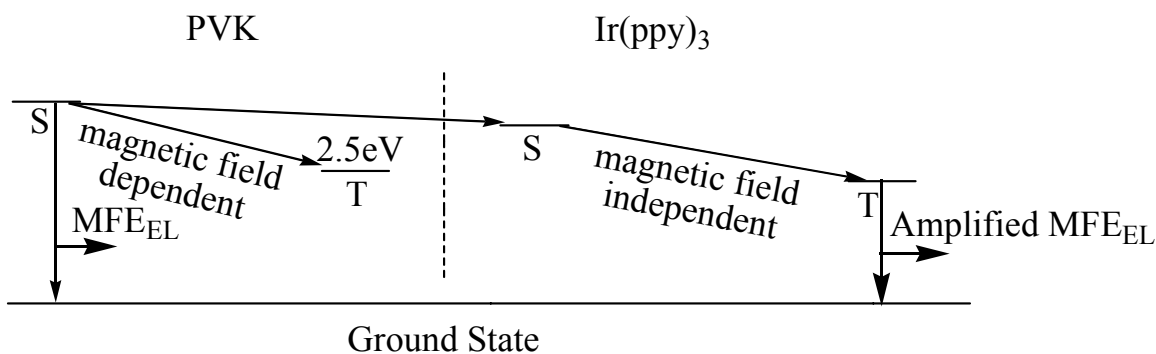 PVK
Ir(ppy)3
S
magnetic field
dependent
2.5eV
T
MFEEL
S
magnetic field
independent
T
Amplified MFEEL
Ground State